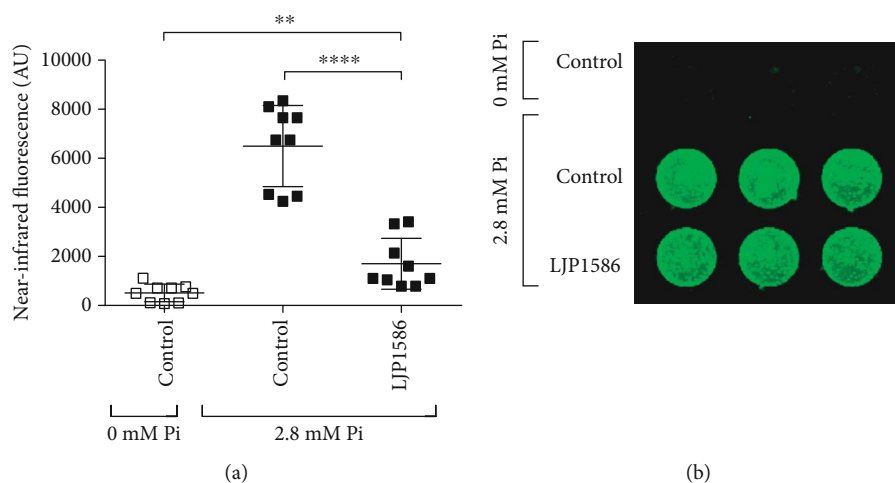 **
****
Near-infrared fluorescence (AU)
10000
8000
6000
4000
2000
0
Control
Control
LJP1586
0 mM Pi
2.8 mM Pi
(a)
0 mM Pi
Control
2.8 mM Pi
Control
LJP1586
(b)